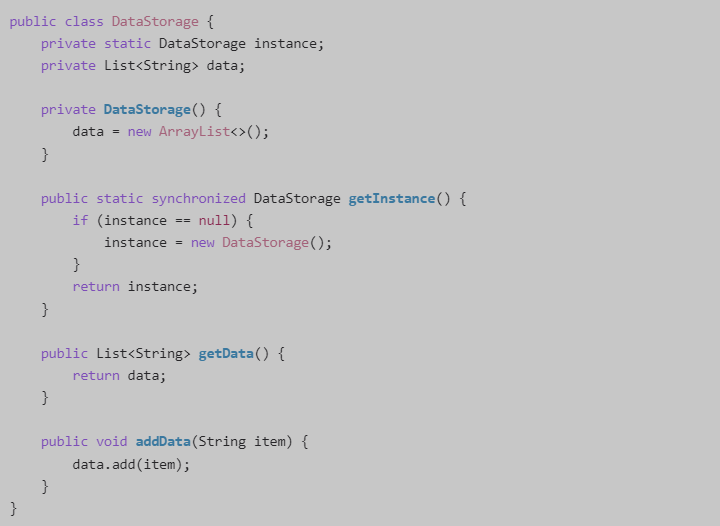 public class DataStorage {
    private static DataStorage instance;
    private List<String> data;

    private DataStorage() {
        data = new ArrayList<>();
    }

    public static synchronized DataStorage getInstance() {
        if (instance == null) {
            instance = new DataStorage();
        }
        return instance;
    }

    public List<String> getData() {
        return data;
    }

    public void addData(String item) {
        data.add(item);
    }
}